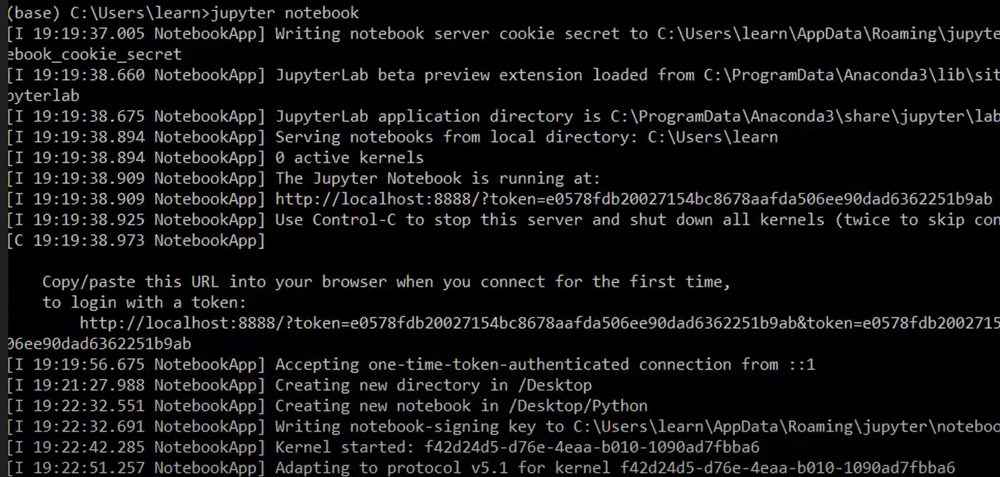 (base) C:\Users\learn>jupyter notebook
[I 19:19:37.005 NotebookApp] Writing notebook server cookie secret to C:\Users\learn\AppData\Roaming\jupyte
ebook_cookie_secret
[I 19:19:38.660 NotebookApp] JupyterLab beta preview extension loaded from C:\ProgramData\Anaconda3\lib\sit
pyterlab
[I 19:19:38.675 NotebookApp] JupyterLab application directory is C:\ProgramData\Anaconda3\share\jupyter\lab
[I 19:19:38.894 NotebookApp] Serving notebooks from local directory: C:\Users\learn
[I 19:19:38.894 NotebookApp] 0 active kernels
[I 19:19:38.909 NotebookApp] The Jupyter Notebook is running at:
[I 19:19:38.909 NotebookApp] http://localhost:8888/?token=e0578fdb20027154bc8678aafda506ee90dad6362251b9ab
[I 19:19:38.925 NotebookApp] Use Control-C to stop this server and shut down all kernels (twice to skip con
[C 19:19:38.973 NotebookApp]
Copy/paste this URL into your browser when you connect for the first time,
to login with a token:
http://localhost:8888/?token=e0578fdb20027154bc8678aafda506ee90dad6362251b9ab&token=e0578fdb2002715
06ee90dad6362251b9ab
[I 19:19:56.675 NotebookApp] Accepting one-time-token-authenticated connection from ::1
[I 19:21:27.988 NotebookApp] Creating new directory in /Desktop
[I 19:22:32.551 NotebookApp] Creating new notebook in /Desktop/Python
[I 19:22:32.691 NotebookApp] Writing notebook-signing key to C:\Users\learn\AppData\Roaming\jupyter\noteboo
[I 19:22:42.285 NotebookApp] Kernel started: f42d24d5-d76e-4eaa-b010-1090ad7fbba6
[I 19:22:51.257 NotebookApp] Adapting to protocol v5.1 for kernel f42d24d5-d76e-4eaa-b010-1090ad7fbba6